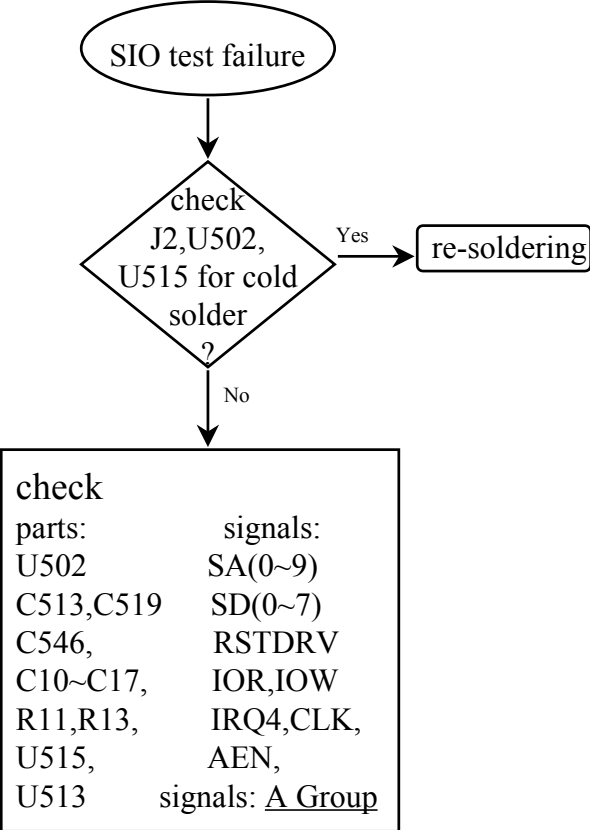 SIO test failure
check
J2,U502,
U515 for cold
solder
?
Yes
re-soldering
No
check
parts: signals:
U502 SA(0~9)
C513,C519 SD(0~7)
C546, RSTDRV
C10~C17, IOR,IOW
R11,R13, IRQ4,CLK,
U515, AEN,
U513 signals: A Group